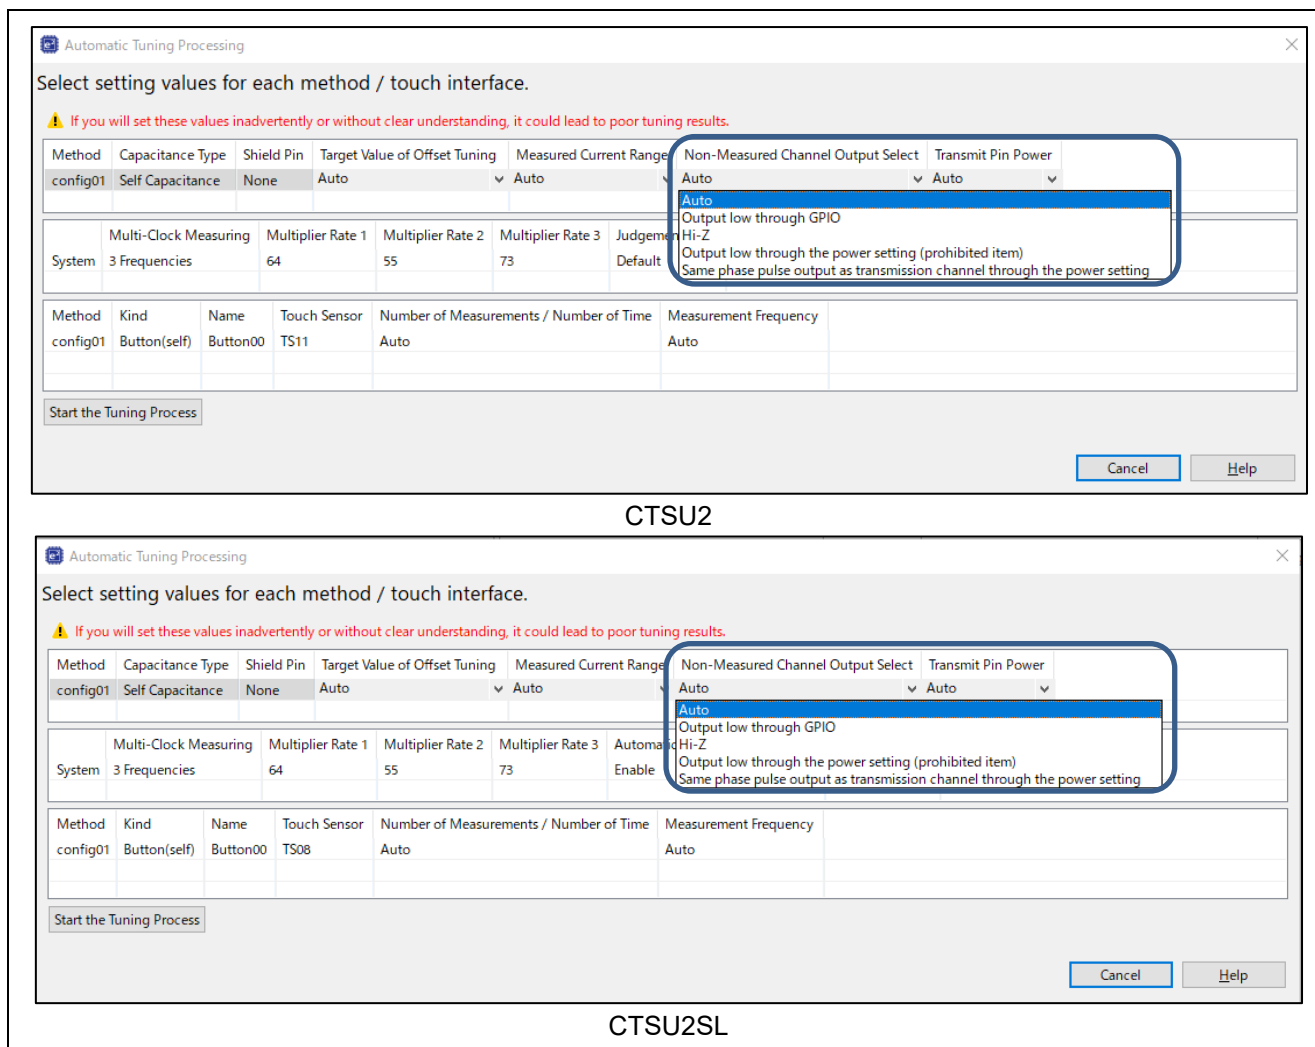 Automatic Tuning Processing
Select setting values for each method / touch interface.
If you will set these values inadvertently or without clear understanding, it could lead to poor tuning results.
Method Capacitance Type Shield Pin Target Value of Offset Tuning Measured Current Range Non-Measured Channel Output Select Transmit Pin Power
config01 Self Capacitance None Auto Auto Auto Auto
Auto
Output low through GPIO
Hi-Z
Output low through the power setting (prohibited item)
Same phase pulse output as transmission channel through the power setting
Multi-Clock Measuring Multiplier Rate 1 Multiplier Rate 2 Multiplier Rate 3 Judgemen
System 3 Frequencies 64 55 73 Default
Method Kind Name Touch Sensor Number of Measurements / Number of Time Measurement Frequency
config01 Button(self) Button00 TS11 Auto Auto
Start the Tuning Process
Cancel Help
CTSU2
Automatic Tuning Processing
Select setting values for each method / touch interface.
If you will set these values inadvertently or without clear understanding, it could lead to poor tuning results.
Method Capacitance Type Shield Pin Target Value of Offset Tuning Measured Current Range Non-Measured Channel Output Select Transmit Pin Power
config01 Self Capacitance None Auto Auto Auto Auto
Auto
Output low through GPIO
Hi-Z
Output low through the power setting (prohibited item)
Same phase pulse output as transmission channel through the power setting
Multi-Clock Measuring Multiplier Rate 1 Multiplier Rate 2 Multiplier Rate 3 Automa
System 3 Frequencies 64 55 73 Enable
Method Kind Name Touch Sensor Number of Measurements / Number of Time Measurement Frequency
config01 Button(self) Button00 TS08 Auto Auto
Start the Tuning Process
Cancel Help
CTSU2SL